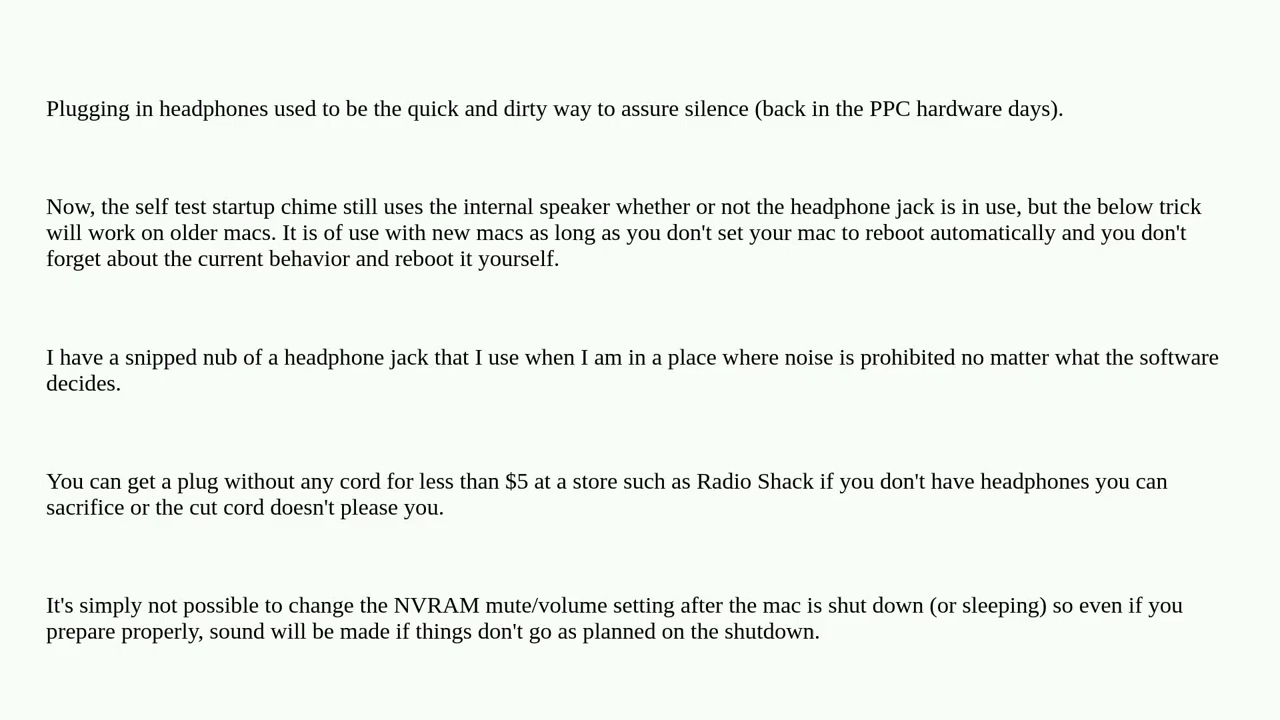 Plugging in headphones used to be the quick and dirty way to assure silence (back in the PPC hardware days).
Now, the self test startup chime still uses the internal speaker whether or not the headphone jack is in use, but the below trick
will work on older macs. It is of use with new macs as long as you don't set your mac to reboot automatically and you don't
forget about the current behavior and reboot it yourself.
I have a snipped nub of a headphone jack that I use when I am in a place where noise is prohibited no matter what the software
decides.
You can get a plug without any cord for less than $5 at a store such as Radio Shack if you don't have headphones you can
sacrifice or the cut cord doesn't please you.
It's simply not possible to change the NVRAM mute/volume setting after the mac is shut down (or sleeping) so even if you
prepare properly, sound will be made if things don't go as planned on the shutdown.